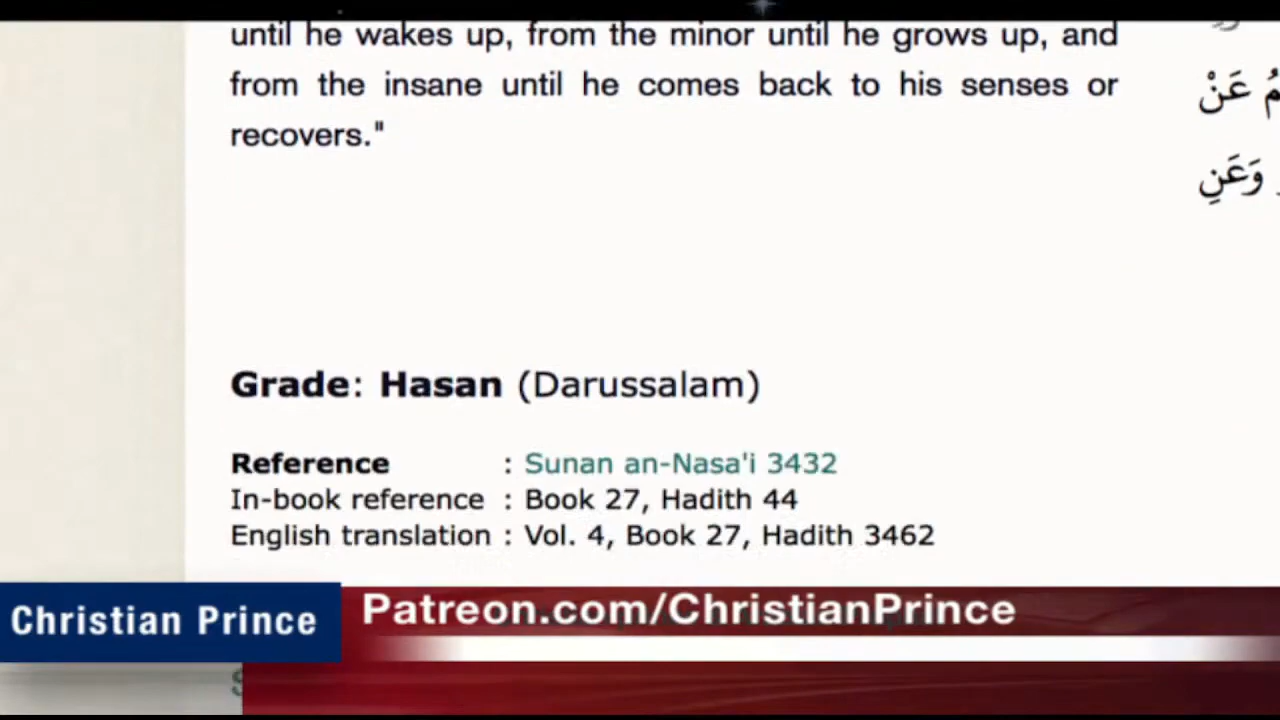 until he wakes up, from the minor until he grows up, and
from the insane until he comes back to his senses or
recovers."
مُ عَنْ
وَعَنِ
Grade: Hasan (Darussalam)
Reference : Sunan an-Nasa'i 3432
In-book reference : Book 27, Hadith 44
English translation : Vol. 4, Book 27, Hadith 3462
Christian Prince
Patreon.com/ChristianPrince